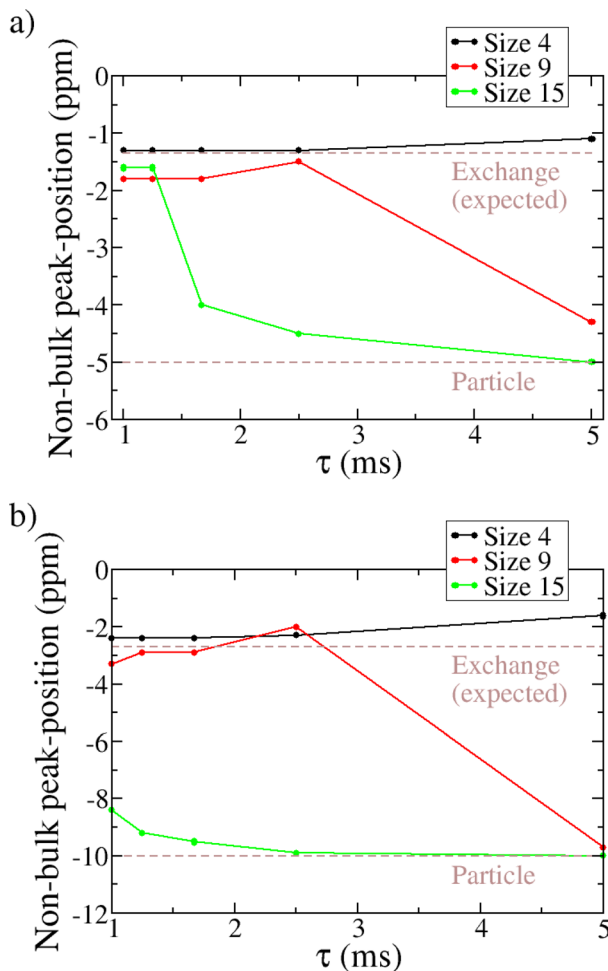 a)
Size 4
Size 9
Size 15
Non-bulk peak-position (ppm)
0
-1
-2
-3
-4
-5
-6
Exchange
(expected)
Particle
1
2
3
4
5
τ (ms)
b)
Size 4
Size 9
Size 15
Non-bulk peak-position (ppm)
0
-2
-4
-6
-8
-10
-12
Exchange
(expected)
Particle
1
2
3
4
5
τ (ms)